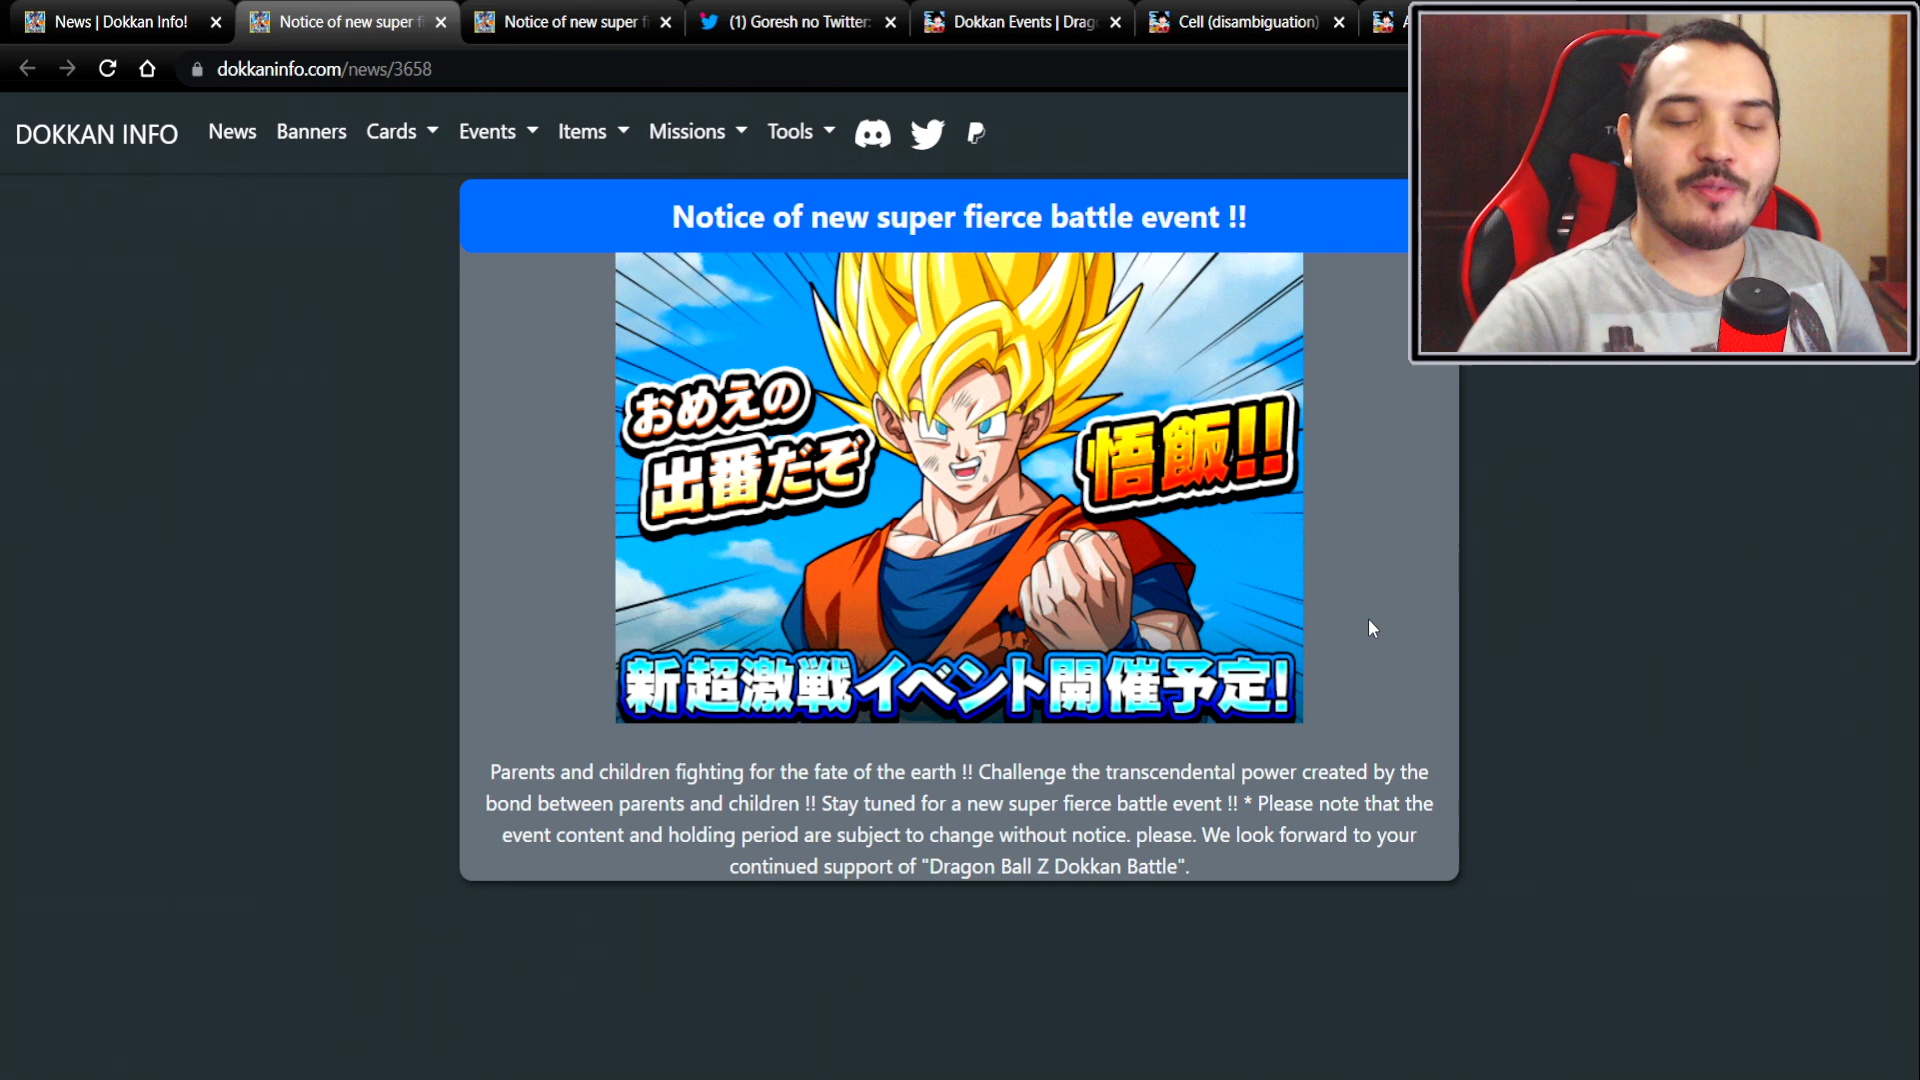 News | Dokkan Info!
Notice of new super f
Notice of new super f
(1) Goresh no Twitter:
Dokkan Events | Drag
Cell (disambiguation)
dokkaninfo.com/news/3658
DOKKAN INFO
News
Banners
Cards
Events
Items
Missions
Tools
Notice of new super fierce battle event !!
おめえの
出番だぞ
悟飯!!
新超激戦イベント開催予定!
Parents and children fighting for the fate of the earth !! Challenge the transcendental power created by the
bond between parents and children !! Stay tuned for a new super fierce battle event !! * Please note that the
event content and holding period are subject to change without notice. please. We look forward to your
continued support of "Dragon Ball Z Dokkan Battle".